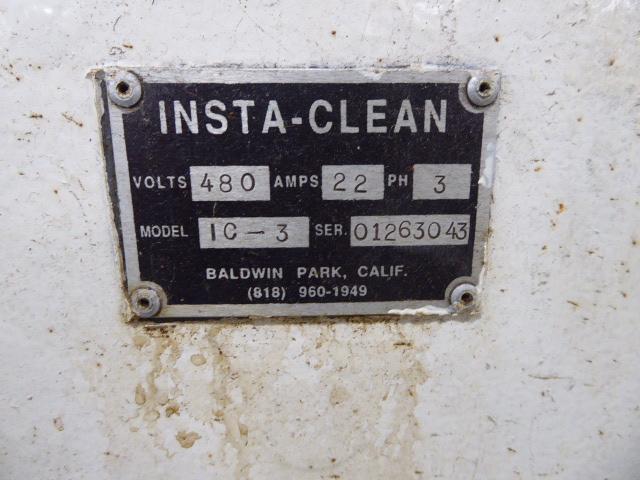 INSTA-CLEAN
VOLTS 480 AMPS 22 PH 3
MODEL IC-3 SER. 01263043
BALDWIN PARK, CALIF.
(818) 960-1949